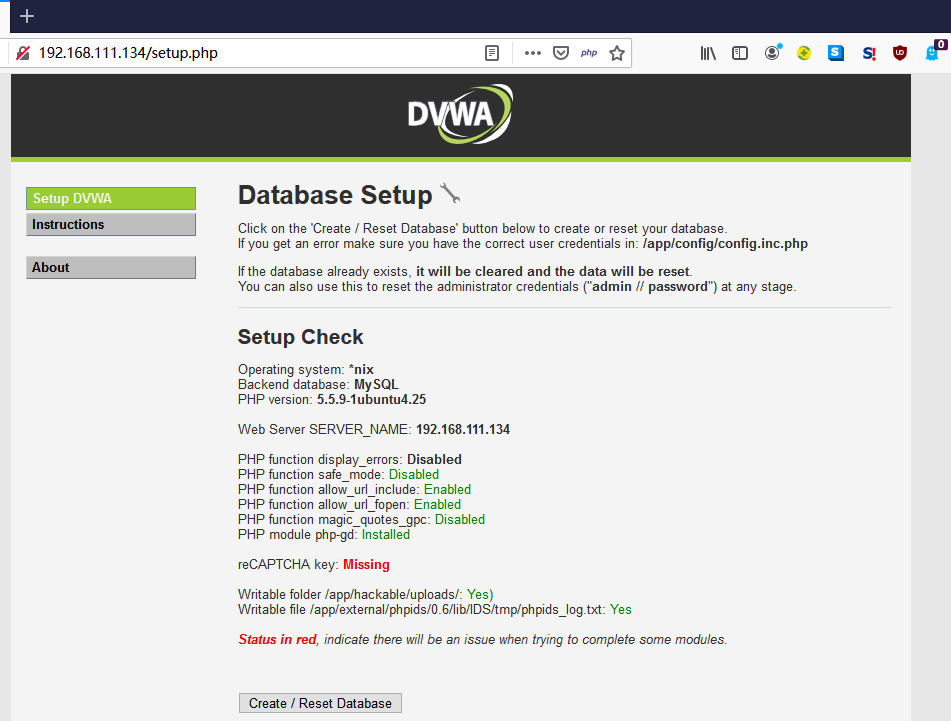 192.168.111.134/setup.php
php
S
S!
UD
0
DVWA
Setup DVWA
Instructions
About
Database Setup
Click on the 'Create / Reset Database' button below to create or reset your database.
If you get an error make sure you have the correct user credentials in: /app/config/config.inc.php
If the database already exists, it will be cleared and the data will be reset.
You can also use this to reset the administrator credentials ("admin // password") at any stage.
Setup Check
Operating system: *nix
Backend database: MySQL
PHP version: 5.5.9-1ubuntu4.25
Web Server SERVER_NAME: 192.168.111.134
PHP function display_errors: Disabled
PHP function safe_mode: Disabled
PHP function allow_url_include: Enabled
PHP function allow_url_fopen: Enabled
PHP function magic_quotes_gpc: Disabled
PHP module php-gd: Installed
reCAPTCHA key: Missing
Writable folder /app/hackable/uploads/: Yes)
Writable file /app/external/phpids/0.6/lib/IDS/tmp/phpids_log.txt: Yes
Status in red, indicate there will be an issue when trying to complete some modules.
Create / Reset Database